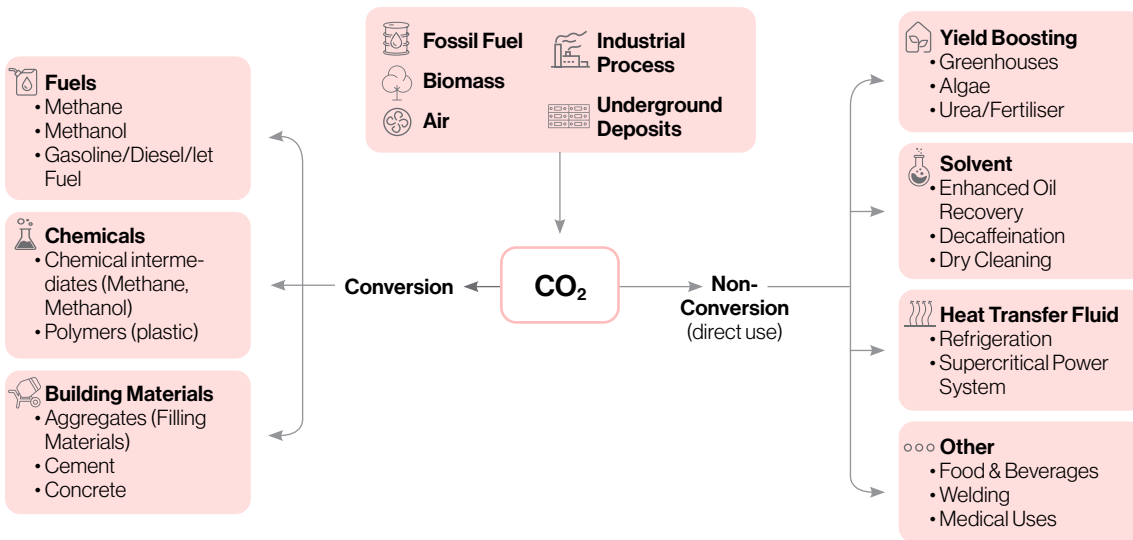 Fossil Fuel
Biomass
Air
Industrial
Process
Underground
Deposits
Fuels
• Methane
• Methanol
• Gasoline/Diesel/let
Fuel
Chemicals
• Chemical interme-
diates (Methane,
Methanol)
• Polymers (plastic)
Building Materials
• Aggregates (Filling
Materials)
• Cement
• Concrete
Conversion
CO₂
Non-
Conversion
(direct use)
Yield Boosting
• Greenhouses
• Algae
• Urea/Fertiliser
Solvent
• Enhanced Oil
Recovery
• Decaffeination
• Dry Cleaning
Heat Transfer Fluid
• Refrigeration
• Supercritical Power
System
Other
• Food & Beverages
• Welding
• Medical Uses